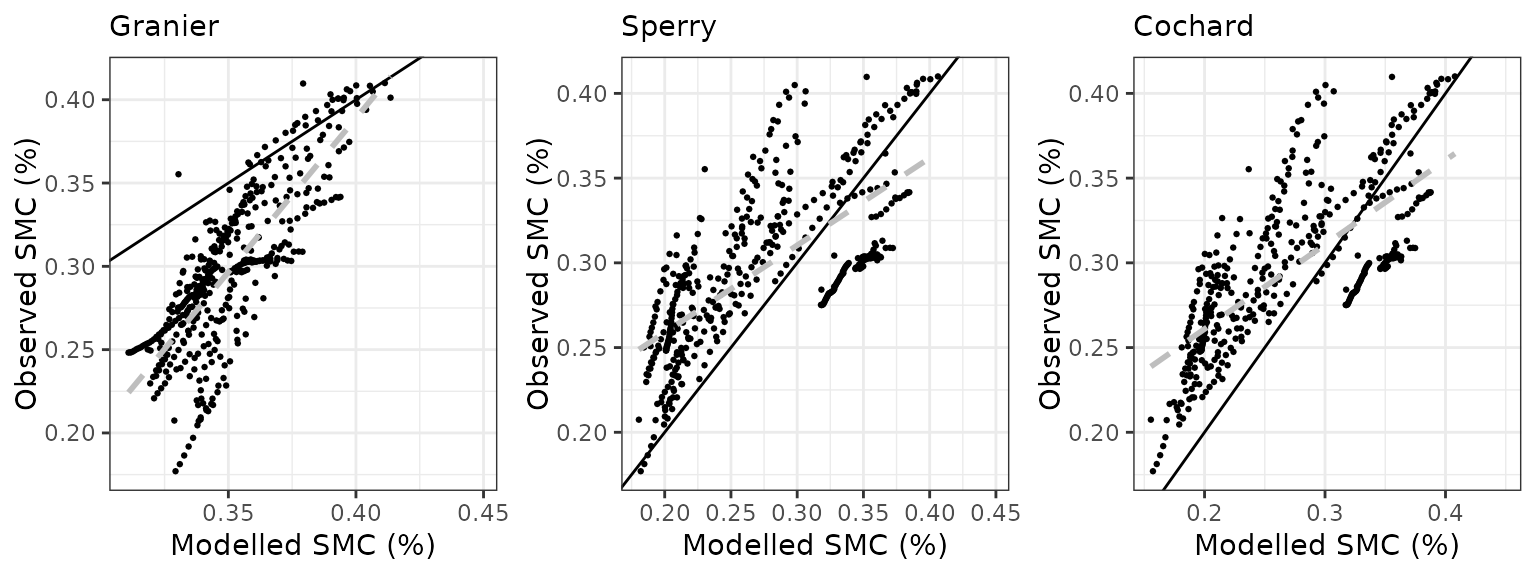 Granier
Observed SMC (%)
0.40
0.35
0.30
0.25
0.20
0.35 0.40 0.45
Modelled SMC (%)
Sperry
Observed SMC (%)
0.40
0.35
0.30
0.25
0.20
0.20 0.25 0.30 0.35 0.40 0.45
Modelled SMC (%)
Cochard
Observed SMC (%)
0.40
0.35
0.30
0.25
0.20
0.2 0.3 0.4
Modelled SMC (%)